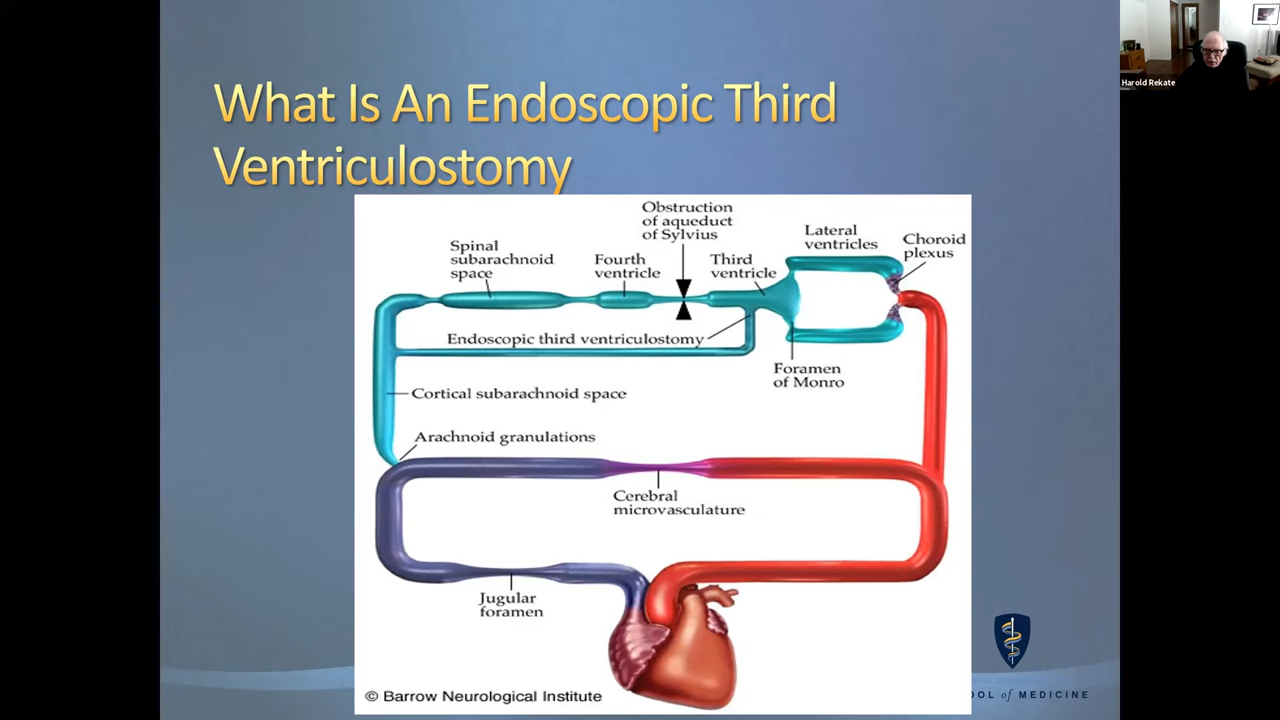 Harold Rekate
What Is An Endoscopic Third
Ventriculostomy
Obstruction
of aqueduct
of Sylvius
Lateral
ventricles
Choroid
plexus
Spinal
subarachnoid
space
Fourth
ventricle
Third
ventricle
Endoscopic third ventriculostomy
Foramen
of Monro
Cortical subarachnoid space
Arachnoid granulations
Cerebral
microvasculature
Jugular
foramen
© Barrow Neurological Institute
OOL of MEDICINE